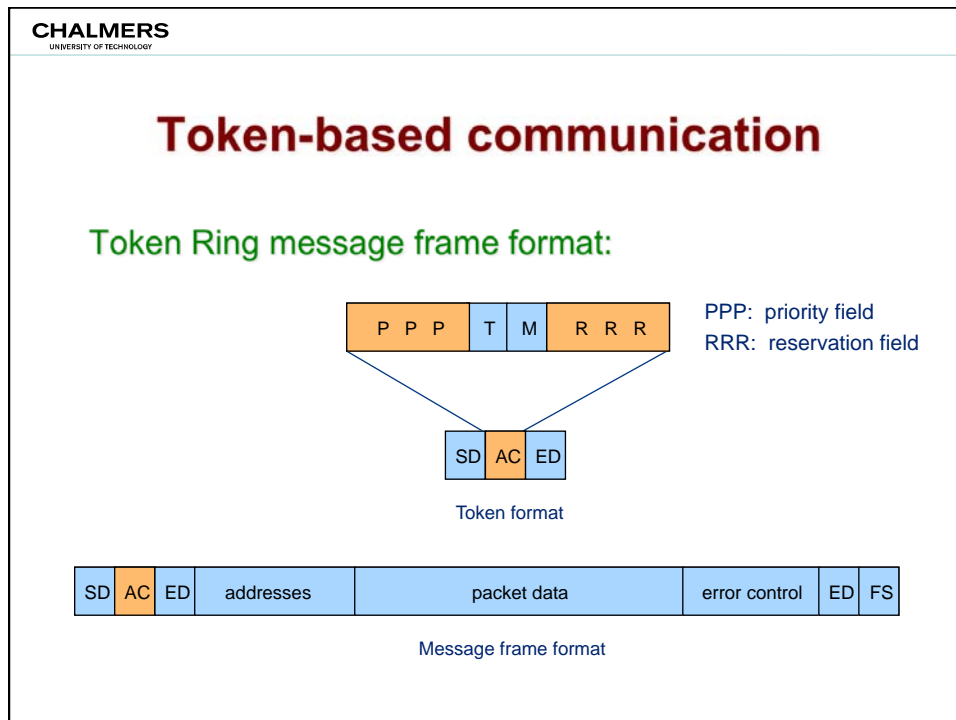 CHALMERS
UNIVERSITY OF TECHNOLOGY
Token-based communication
Token Ring message frame format:
P P P T M R R R
PPP: priority field
RRR: reservation field
SD AC ED
Token format
SD AC ED addresses packet data error control ED FS
Message frame format